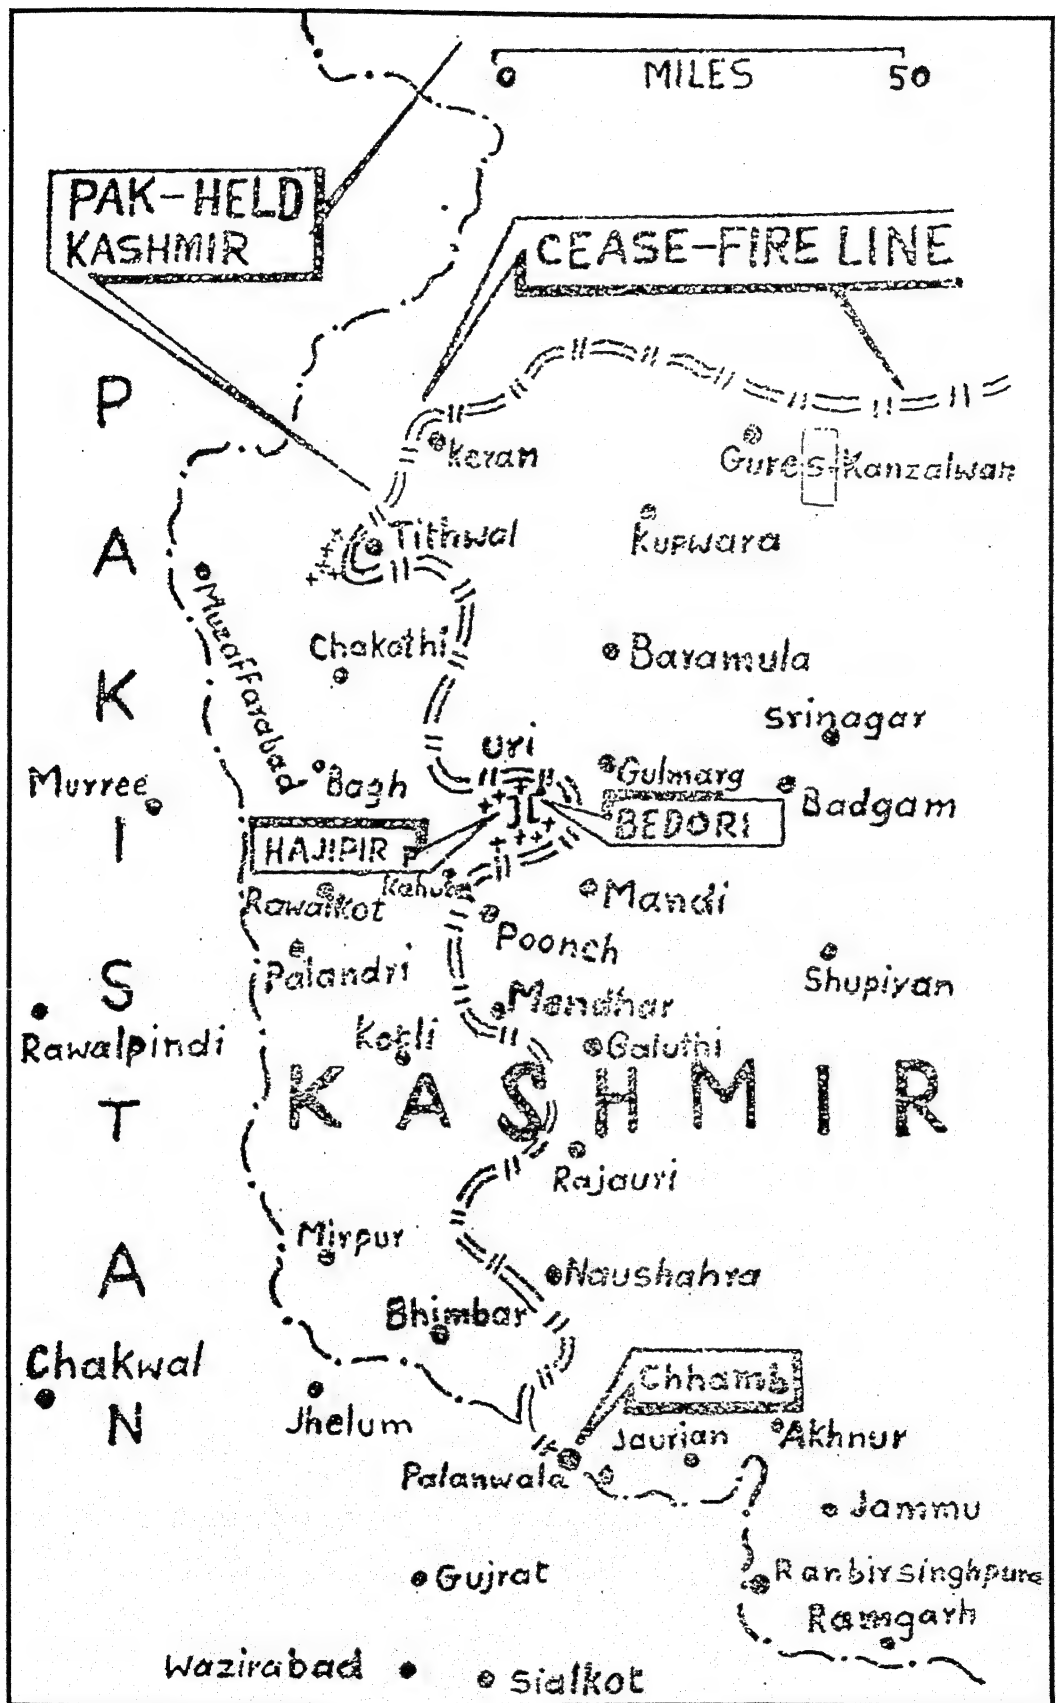 0 MILES 50
PAK-HELD
KASHMIR
CEASE-FIRE LINE
PAKISTAN
Keran
Gures-Kanzalwan
Tithwal
Kupwara
Muzaffarabad
Chakothi
Baramula
Srinagar
Uri
Murree
Bagh
Gulmarg
Badgam
BEDORI
HAJIPIR P
Kahuta
Rawalkot
Mandi
Poonch
Palandri
Shupiyan
Mendhar
Rawalpindi
Kotli
Galuthi
KASHMIR
Rajauri
Mirpur
Naushahra
Bhimbar
Chakwal
Chhamb
Jhelum
Jaurian
Akhnur
Palanwala
Jammu
Gujrat
Ranbirsinghpura
Ramgarh
Wazirabad
Sialkot